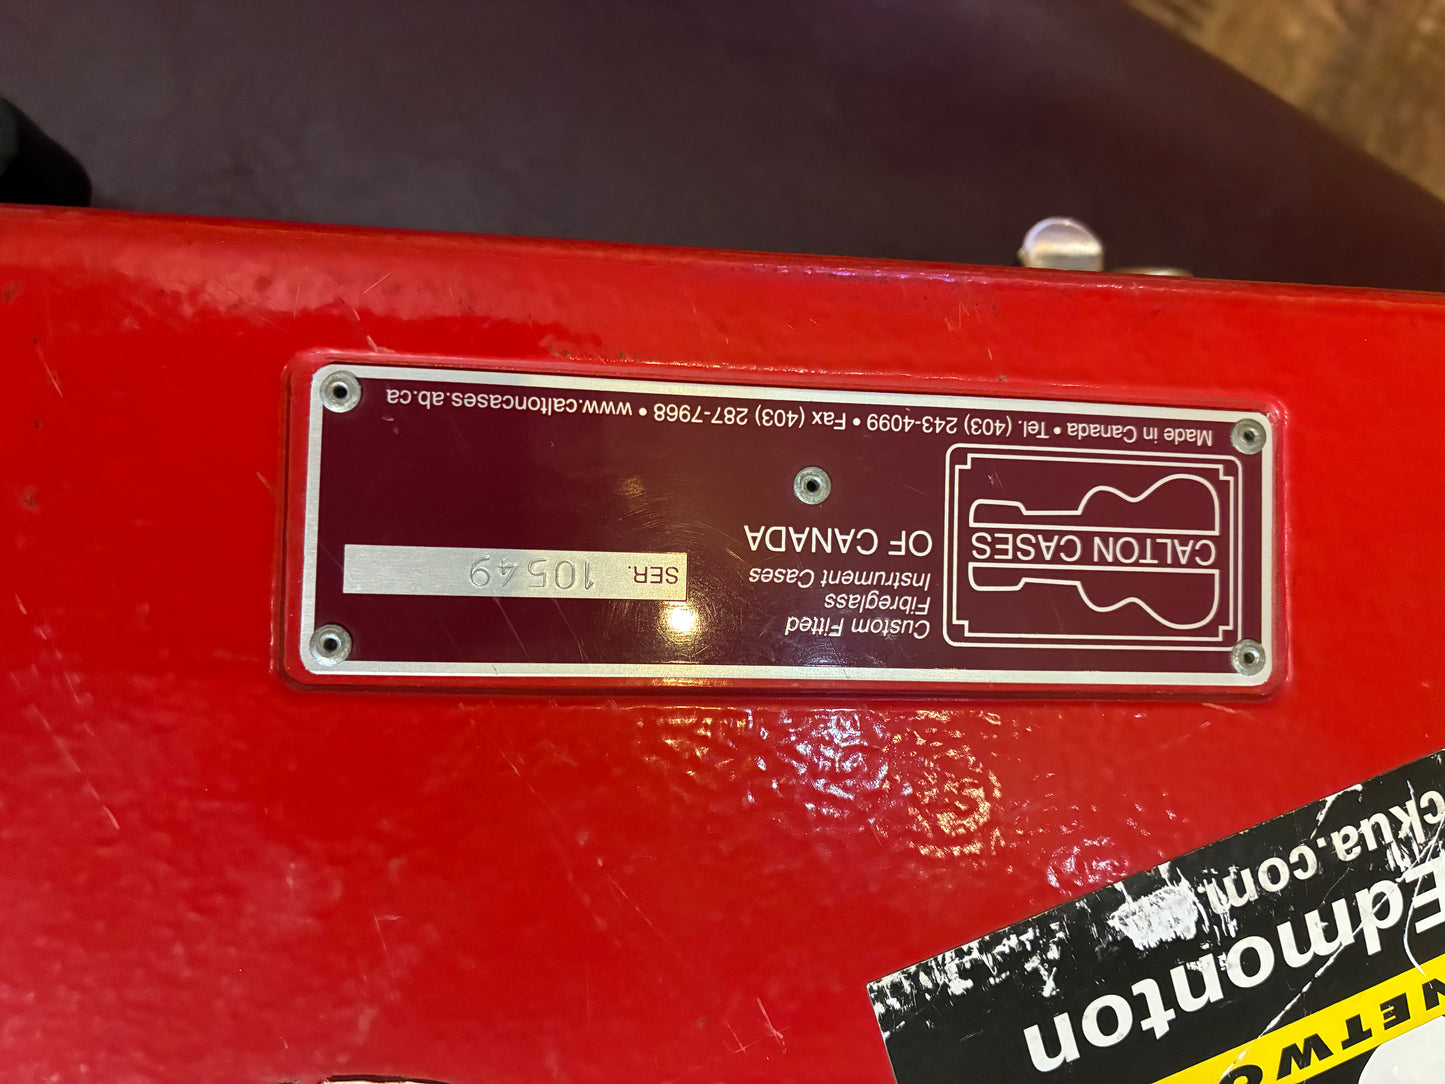 CALTON CASES
Custom Fitted
Fibreglass
Instrument Cases
OF CANADA
SER. 10549
Made in Canada • Tel. (403) 243-4099 • Fax (403) 287-7968 • www.caltoncases.ab.ca
Edmonton
.com